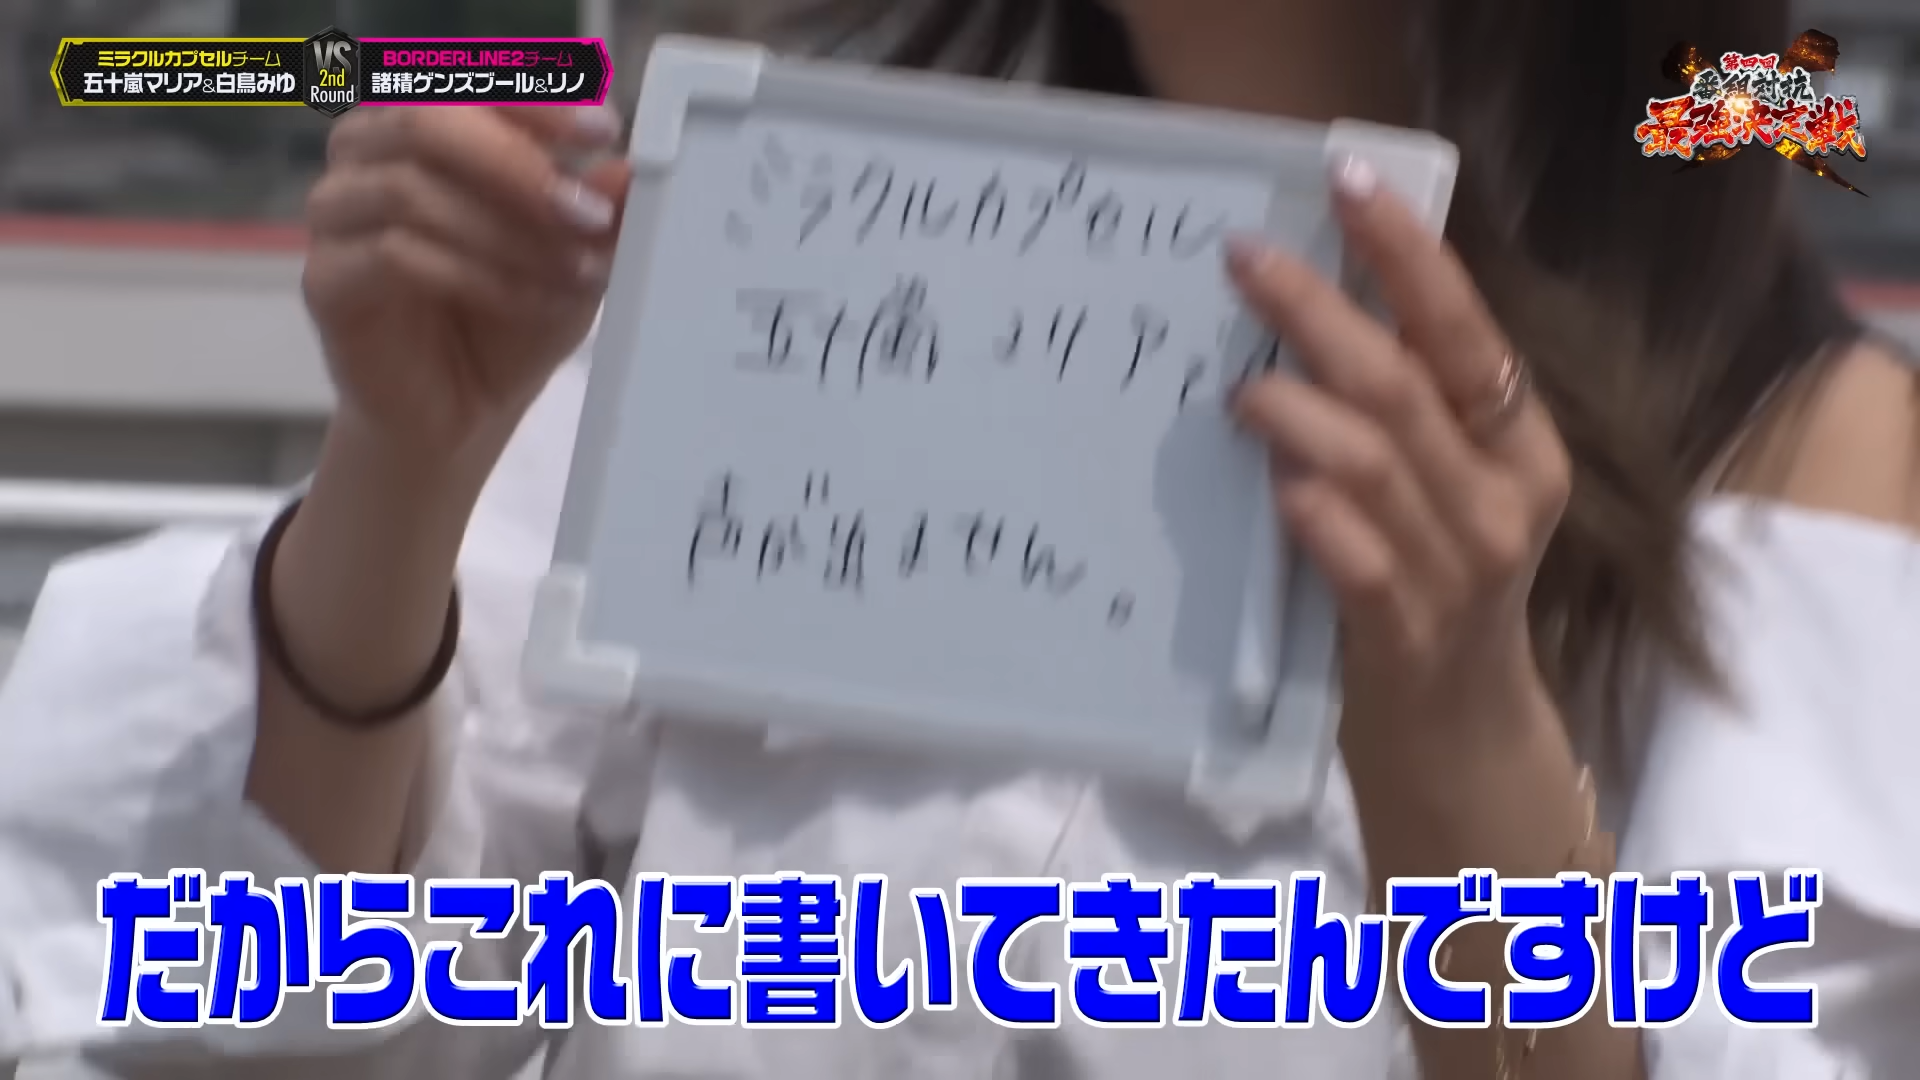 ミラクルカプセルチーム
五十嵐マリア&白鳥みゆ
VS
2nd
Round
BORDERLINE2チーム
諸積ゲンズブール&リノ
第四回
番組対抗
最強決定戦
ミラクルカプセル
五十嵐マリア
声が出ません。
だからこれに書いてきたんですけど